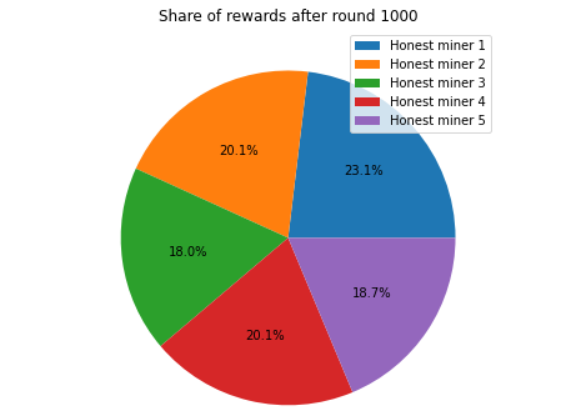 Share of rewards after round 1000
Honest miner 1
Honest miner 2
Honest miner 3
Honest miner 4
Honest miner 5
20.1%
23.1%
18.0%
18.7%
20.1%